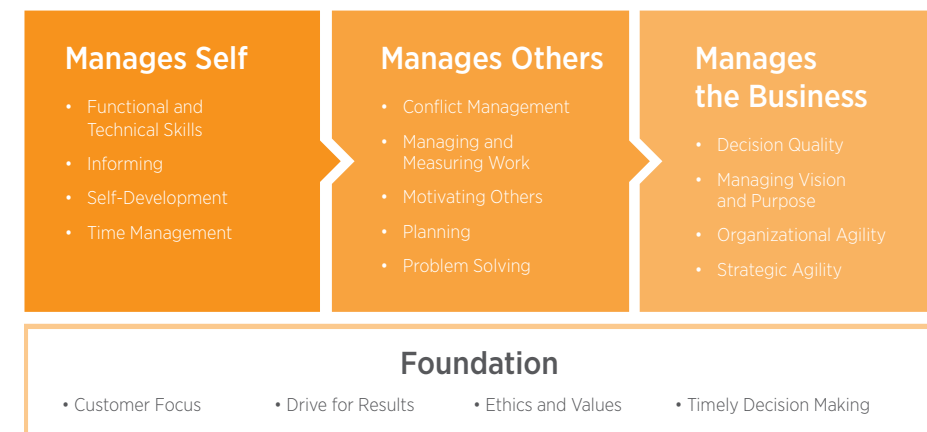 Manages Self
• Functional and
Technical Skills
• Informing
• Self-Development
• Time Management
Manages Others
• Conflict Management
• Managing and
Measuring Work
• Motivating Others
• Planning
• Problem Solving
Manages
the Business
• Decision Quality
• Managing Vision
and Purpose
• Organizational Agility
• Strategic Agility
Foundation
• Customer Focus
• Drive for Results
• Ethics and Values
• Timely Decision Making